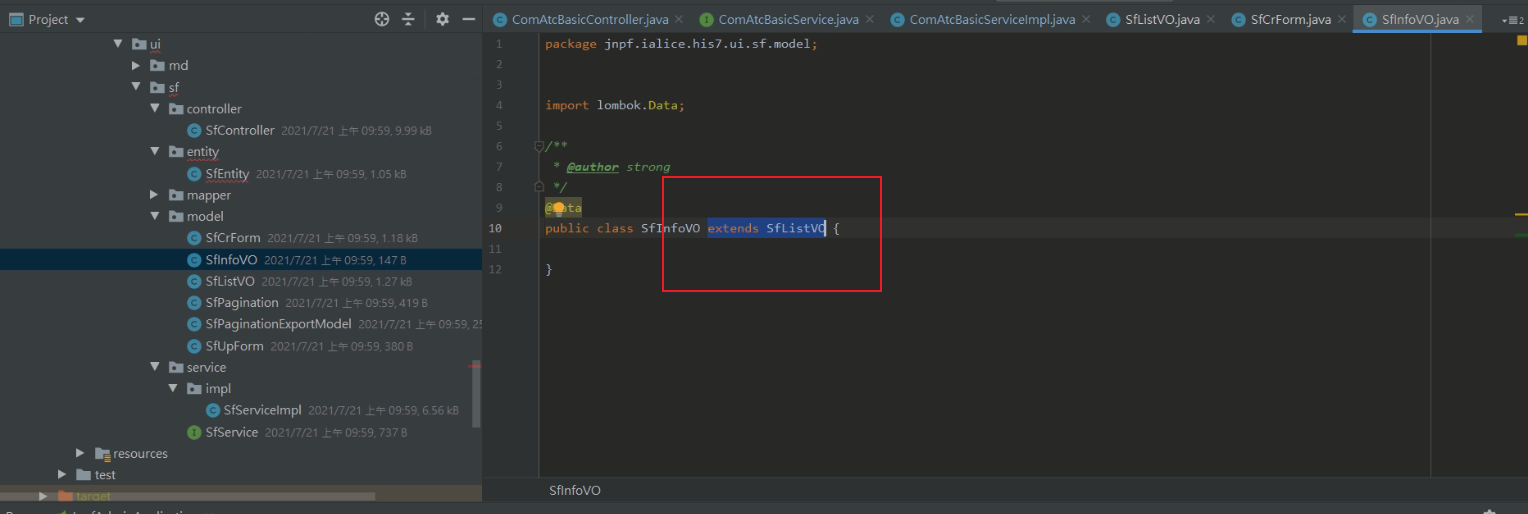 Project
ComAtcBasicController.java
ComAtcBasicService.java
ComAtcBasicServiceImpl.java
SfListVO.java
SfCrForm.java
SfInfoVO.java
2
ui
md
sf
controller
SfController 2021/7/21 上午 09:59, 9.99 kB
entity
SfEntity 2021/7/21 上午 09:59, 1.05 kB
mapper
model
SfCrForm 2021/7/21 上午 09:59, 1.18 kB
SfInfoVO 2021/7/21 上午 09:59, 147 B
SfListVO 2021/7/21 上午 09:59, 1.27 kB
SfPagination 2021/7/21 上午 09:59, 419 B
SfPaginationExportModel 2021/7/21 上午 09:59, 25
SfUpForm 2021/7/21 上午 09:59, 380 B
service
impl
SfServiceImpl 2021/7/21 上午 09:59, 6.56 kB
SfService 2021/7/21 上午 09:59, 737 B
resources
test
target
1 package jnpf.ialice.his7.ui.sf.model;
2
3
4 import lombok.Data;
5
6 /**
7 * @author strong
8 */
9 @Data
10 public class SfInfoVO extends SfListVO {
11
12 }
SfInfoVO